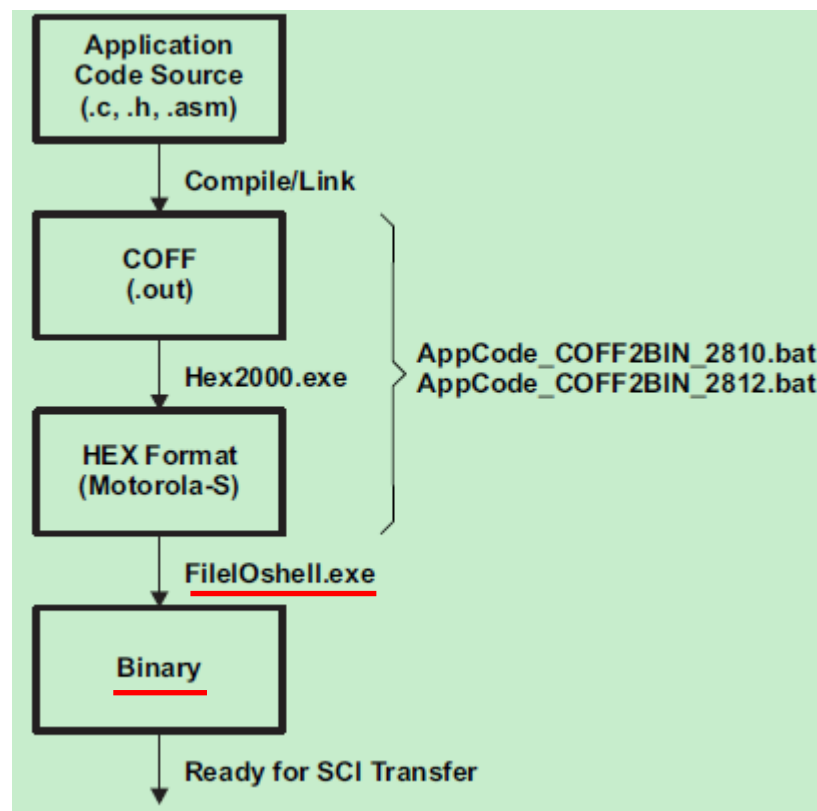 Application
Code Source
(.c, .h, .asm)
Compile/Link
COFF
(.out)
Hex2000.exe
AppCode_COFF2BIN_2810.bat
AppCode_COFF2BIN_2812.bat
HEX Format
(Motorola-S)
FileIOshell.exe
Binary
Ready for SCI Transfer